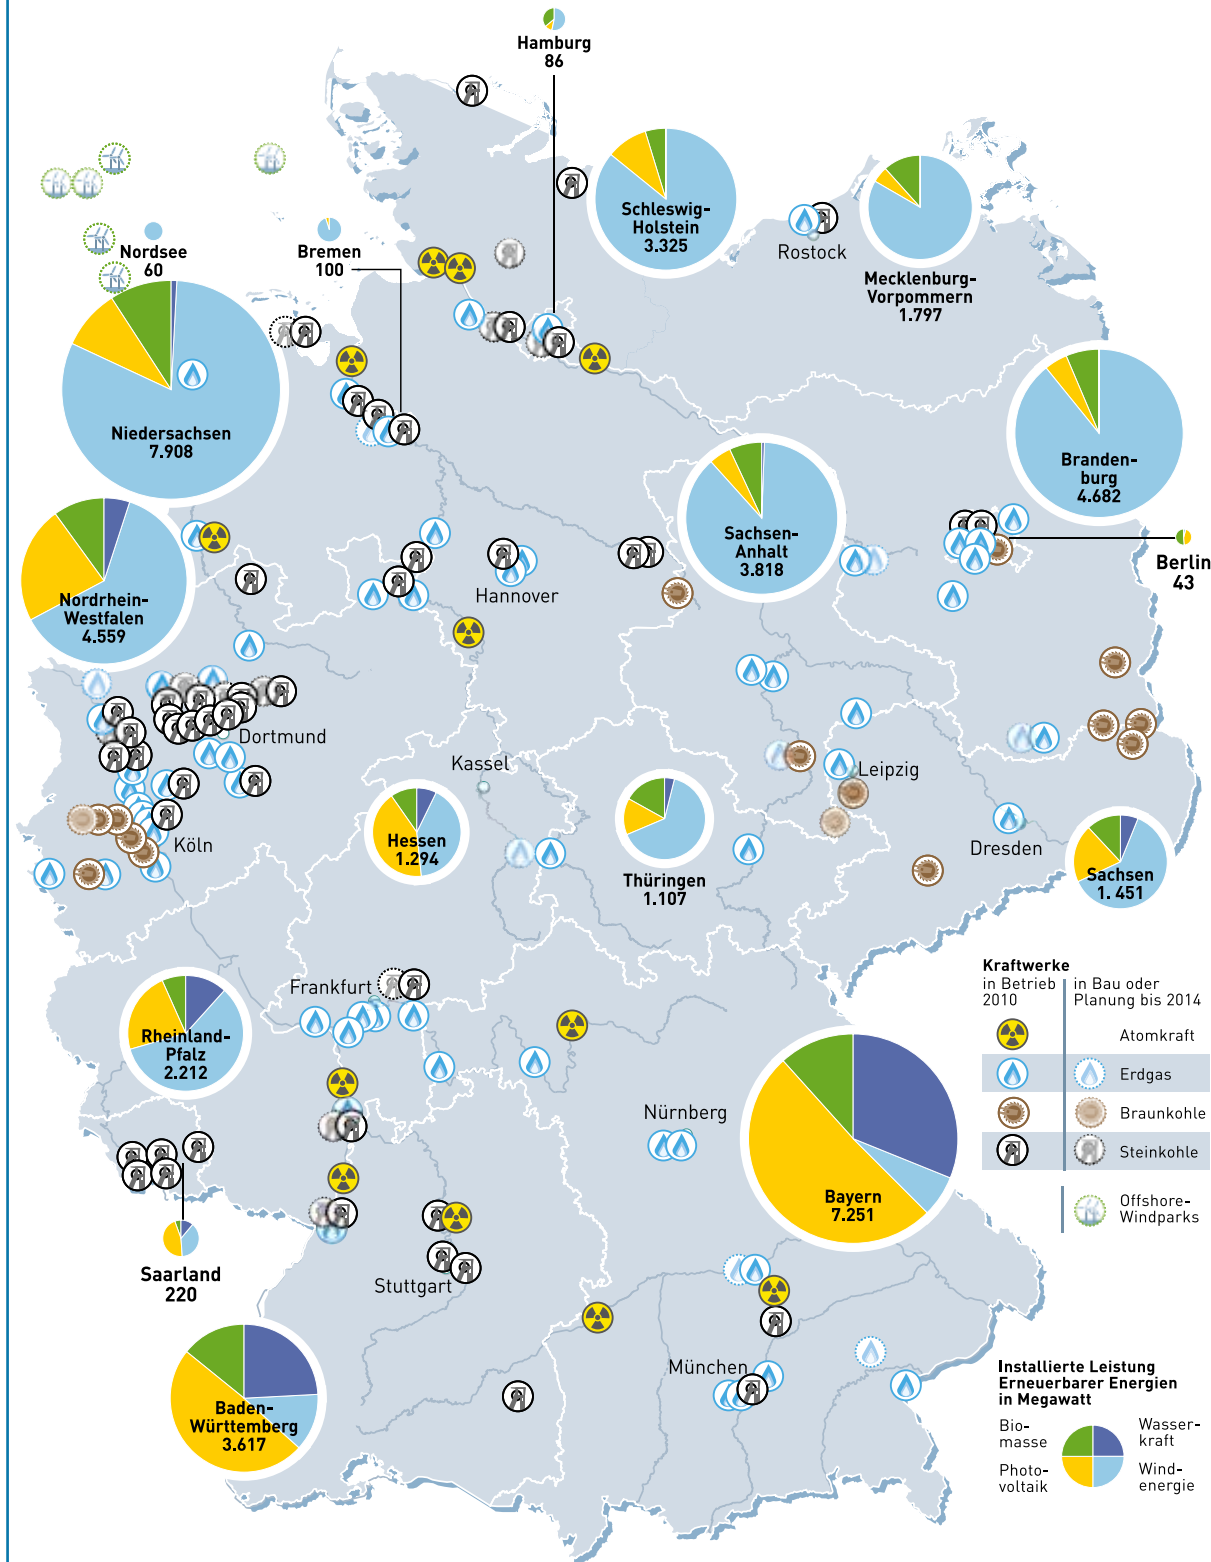 Hamburg
86
Schleswig-
Holstein
3.325
Rostock
Mecklenburg-
Vorpommern
1.797
Nordsee
60
Bremen
100
Niedersachsen
7.908
Branden-
burg
4.682
Sachsen-
Anhalt
3.818
Berlin
43
Nordrhein-
Westfalen
4.559
Hannover
Dortmund
Kassel
Leipzig
Köln
Hessen
1.294
Thüringen
1.107
Dresden
Sachsen
1. 451
Frankfurt
Rheinland-
Pfalz
2.212
Nürnberg
Bayern
7.251
Saarland
220
Stuttgart
München
Baden-
Württemberg
3.617
Kraftwerke
in Betrieb
2010
in Bau oder
Planung bis 2014
Atomkraft
Erdgas
Braunkohle
Steinkohle
Offshore-
Windparks
Installierte Leistung
Erneuerbarer Energien
in Megawatt
Bio-
masse
Wasser-
kraft
Photo-
voltaik
Wind-
energie